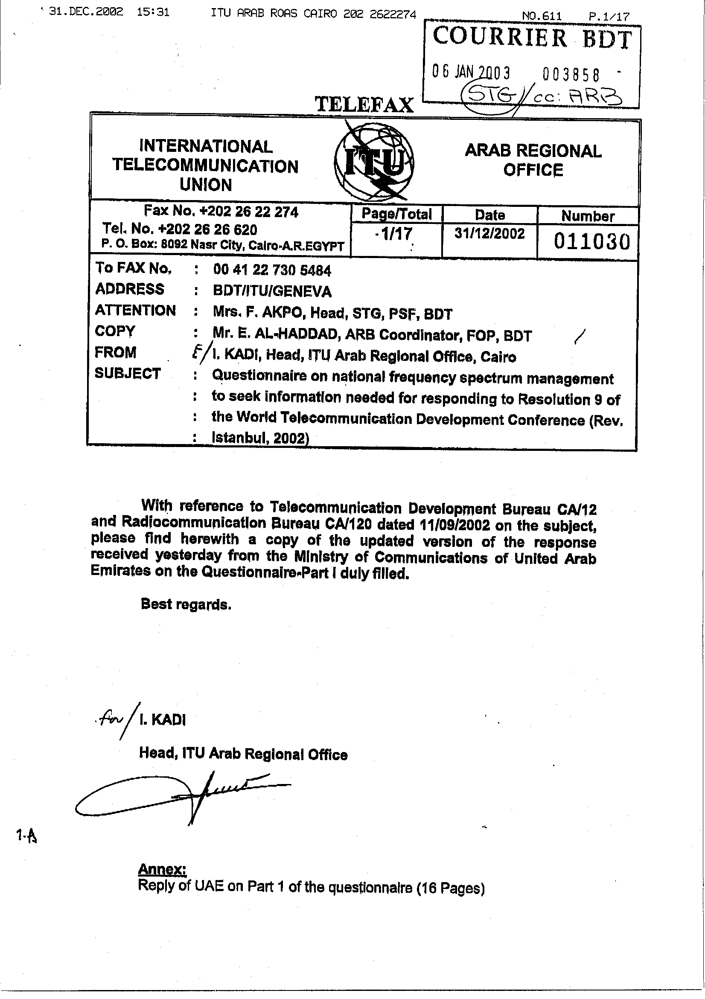 31.DEC.2002 15:31 ITU ARAB ROAS CAIRO 202 2622274 NO.611 P.1/17
COURRIER BDT
06 JAN 2003 003858
STG // cc: ARB
TELEFAX
INTERNATIONAL
TELECOMMUNICATION
UNION
ITU
ARAB REGIONAL
OFFICE
Fax No. +202 26 22 274
Tel. No. +202 26 26 620
P. O. Box: 8092 Nasr City, Cairo-A.R.EGYPT
Page/Total Date Number
1/17 31/12/2002 011030
To FAX No. : 00 41 22 730 5484
ADDRESS : BDT/ITU/GENEVA
ATTENTION : Mrs. F. AKPO, Head, STG, PSF, BDT
COPY : Mr. E. AL-HADDAD, ARB Coordinator, FOP, BDT /
FROM F/ I. KADI, Head, ITU Arab Regional Office, Cairo
SUBJECT : Questionnaire on national frequency spectrum management
: to seek information needed for responding to Resolution 9 of
: the World Telecommunication Development Conference (Rev.
: Istanbul, 2002)
With reference to Telecommunication Development Bureau CA/12
and Radiocommunication Bureau CA/120 dated 11/09/2002 on the subject,
please find herewith a copy of the updated version of the response
received yesterday from the Ministry of Communications of United Arab
Emirates on the Questionnaire-Part I duly filled.
Best regards.
for / I. KADI
Head, ITU Arab Regional Office
1-A
Annex:
Reply of UAE on Part 1 of the questionnaire (16 Pages)